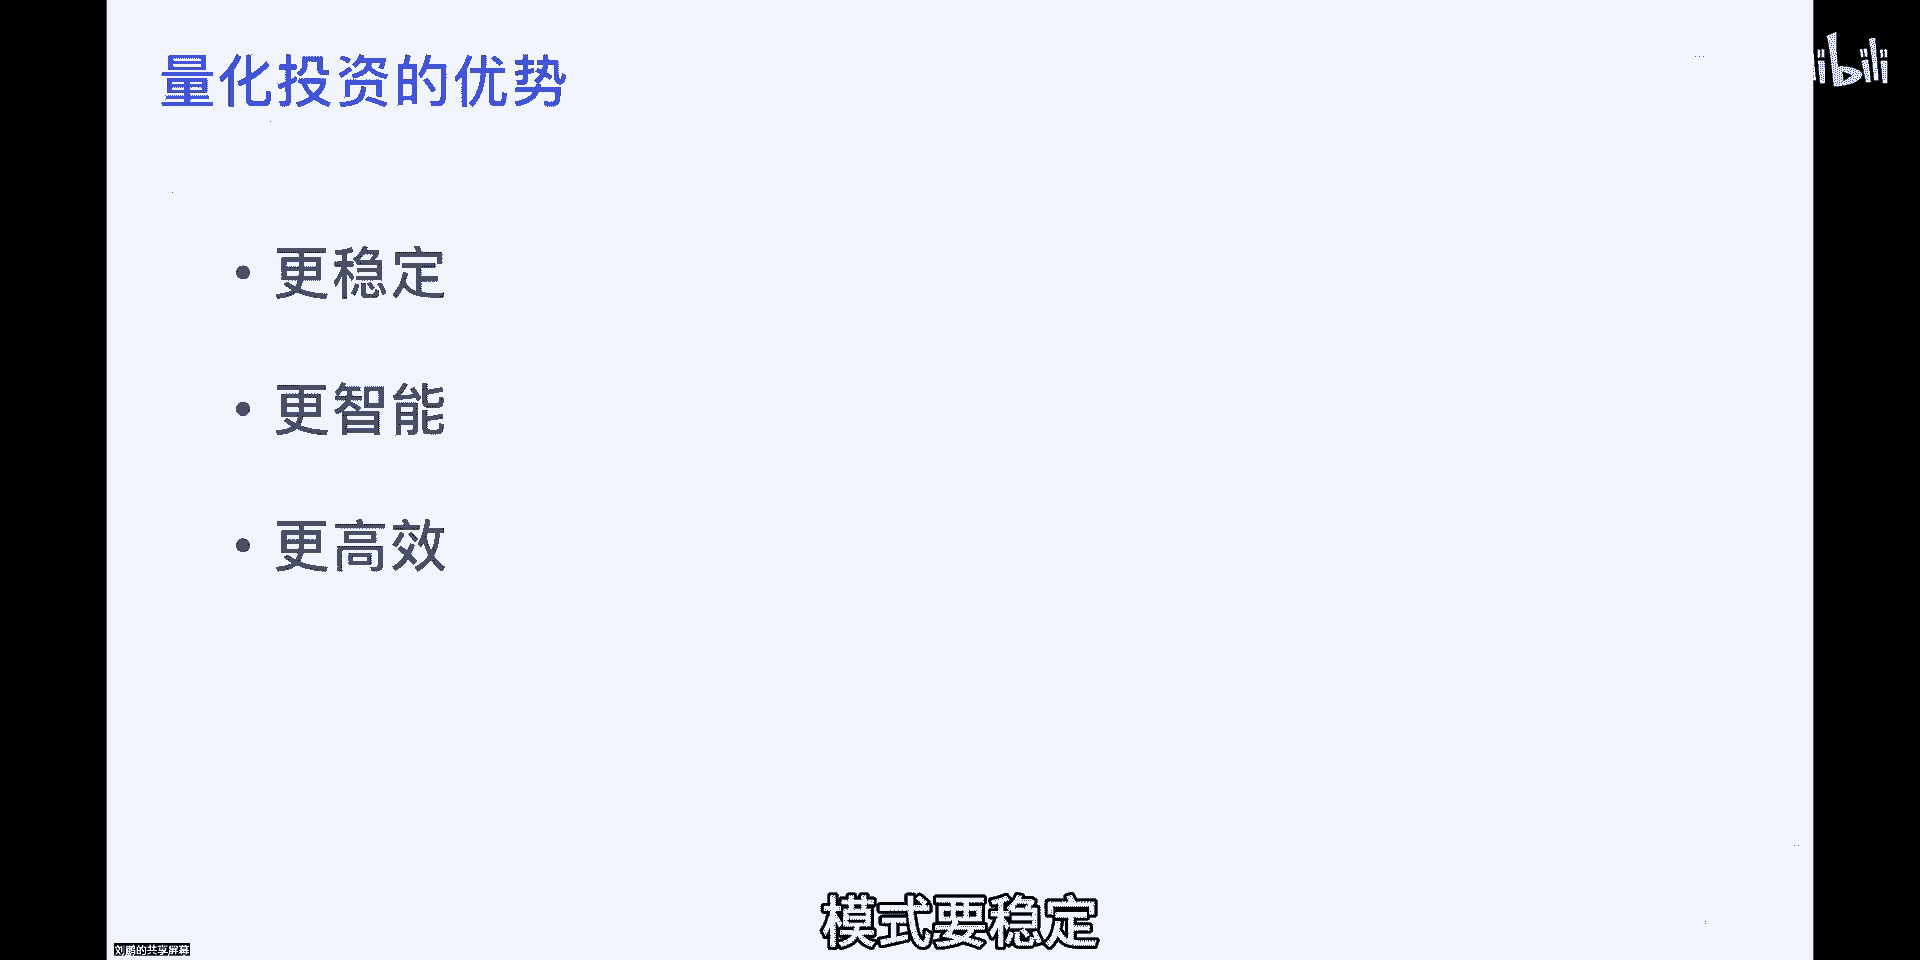 量化投资的优势
ibili
• 更稳定
• 更智能
• 更高效
模式要稳定
刘鹏的共享屏幕